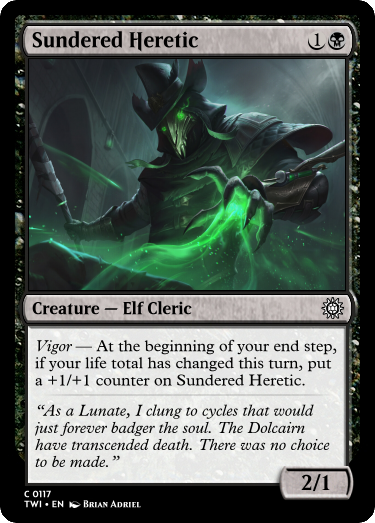 Sundered Heretic 1
Creature — Elf Cleric
Vigor — At the beginning of your end step,
if your life total has changed this turn, put
a +1/+1 counter on Sundered Heretic.
“As a Lunate, I clung to cycles that would
just forever badger the soul. The Dolcairn
have transcended death. There was no choice
to be made.”
2/1
C 0117
TWI • EN Brian Adriel